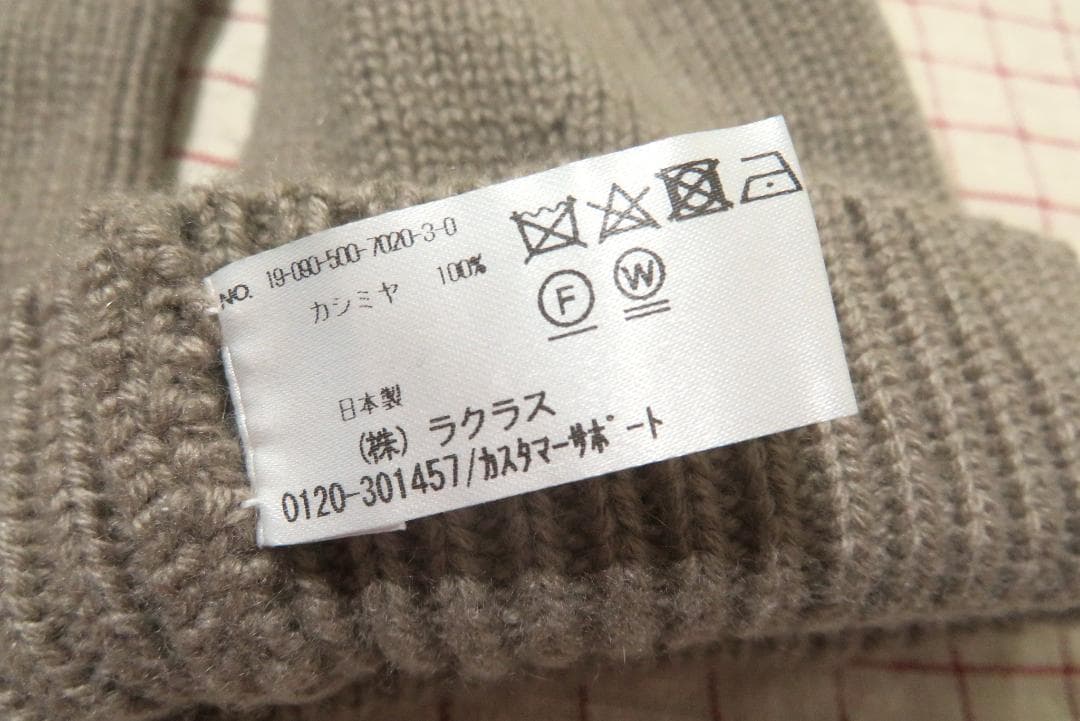 NO. 19-090-500-7020-3-0
カシミヤ 100%
F W
日本製
(株) ラクラス
0120-301457/カスタマーサポート